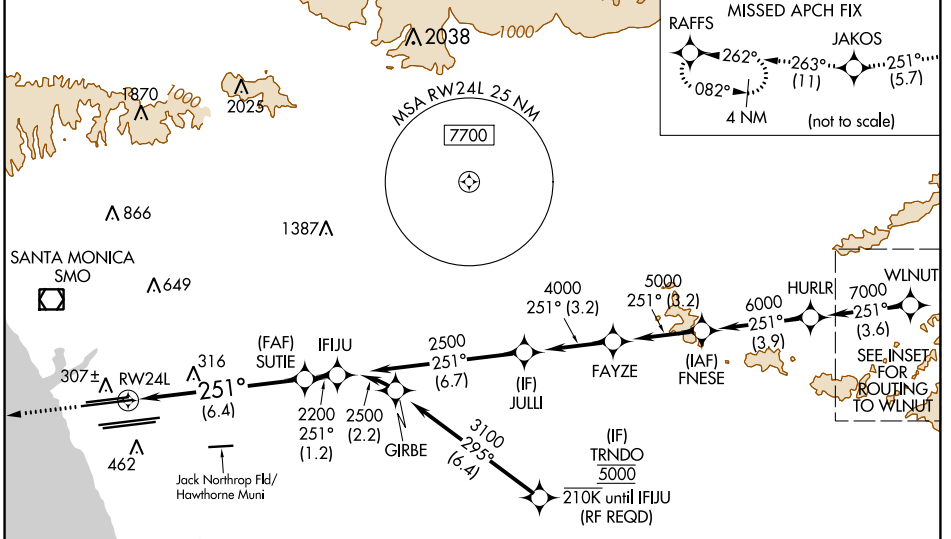 MISSED APCH FIX
RAFFS
JAKOS
262°
263°
(11)
251°
(5.7)
082°
4 NM
(not to scale)
2038
1000
1870
1000
2025
MSA RW24L 25 NM
7700
866
1387
SANTA MONICA
SMO
649
WLNUT
HURLR
7000
251°
(3.6)
6000
251°
(3.9)
5000
251° (3.2)
4000
251° (3.2)
SEE INSET
FOR
ROUTING
TO WLNUT
(IAF)
FNESE
FAYZE
(IF)
JULLI
2500
251°
(6.7)
IFIJU
(FAF)
SUTIE
316
307±
RW24L
251°
(6.4)
2200
251°
(1.2)
2500
(2.2)
GIRBE
3100
295°
(6.4)
(IF)
TRNDO
5000
210K until IFIJU
(RF REQD)
462
Jack Northrop Fld/
Hawthorne Muni